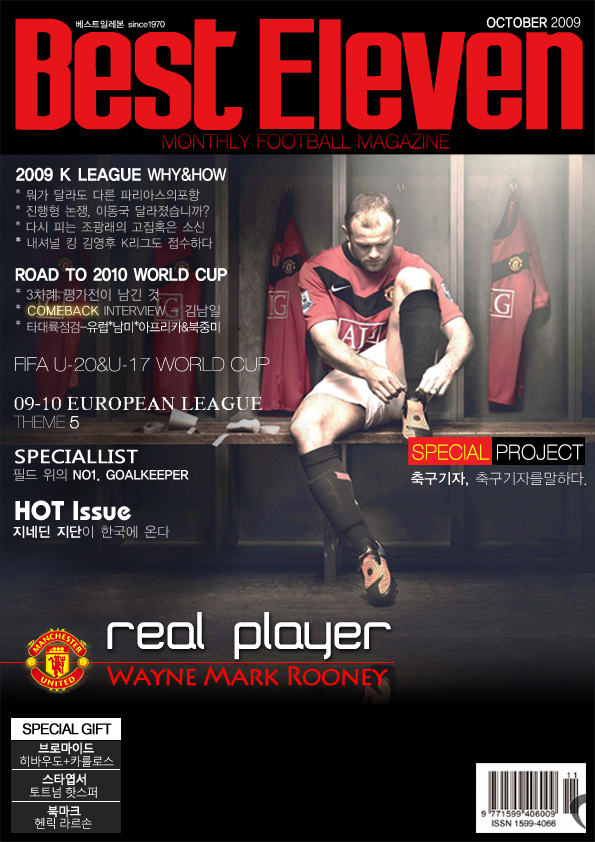 베스트일레븐 since1970
OCTOBER 2009
Best Eleven
MONTHLY FOOTBALL MAGAZINE
2009 K LEAGUE WHY&HOW
* 뭐가 달라도 다른 파리아스의포항
* 진행형 논쟁, 이동국 달라졌습니까?
* 다시 피는 조광래의 고집혹은 소신
* 내셔널 킹 김영후 K리그도 접수하다
ROAD TO 2010 WORLD CUP
* 3차례 평가전이 남긴 것
* COMEBACK INTERVIEW - 김남일
* 타대륙점검-유럽*남미*아프리카&북중미
FIFA U-20&U-17 WORLD CUP
09-10 EUROPEAN LEAGUE
THEME 5
SPECIALLIST
필드 위의 NO1. GOALKEEPER
HOT Issue
지네딘 지단이 한국에 온다
AIG
SPECIAL PROJECT
축구기자, 축구기자를말하다.
real player
WAYNE MARK ROONEY
MANCHESTER
UNITED
SPECIAL GIFT
브로마이드
히바우도+카를로스
스타엽서
토트넘 핫스퍼
북마크
헨릭 라르손
11
9 771599 406009
ISSN 1599-4066